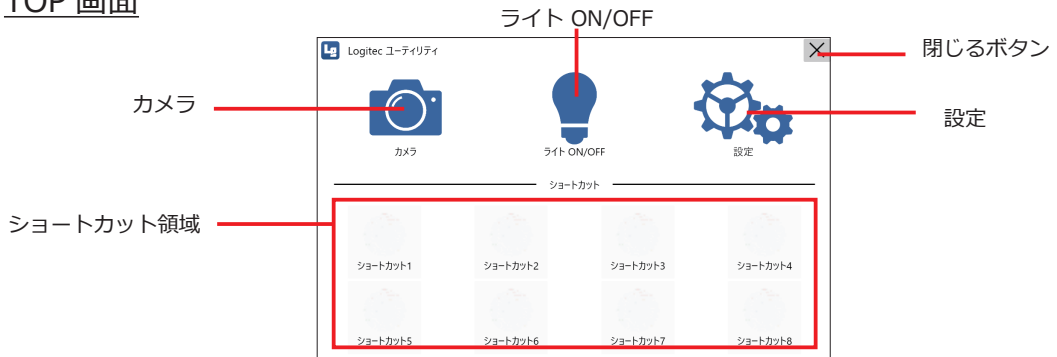 TOP 画面
ライト ON/OFF
Lg Logitec ユーティリティ
閉じるボタン
カメラ
設定
カメラ
ライト ON/OFF
設定
ショートカット
ショートカット領域
ショートカット1
ショートカット2
ショートカット3
ショートカット4
ショートカット5
ショートカット6
ショートカット7
ショートカット8